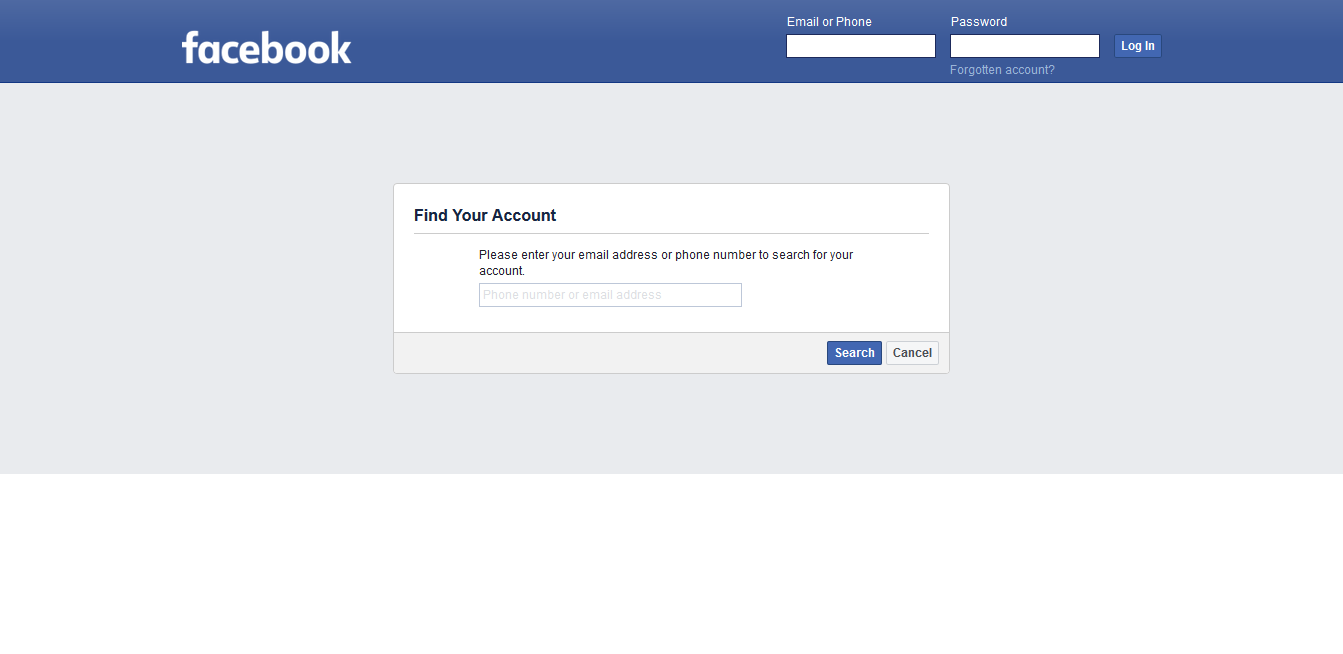 facebook
Email or Phone
Password
Log In
Forgotten account?
Find Your Account
Please enter your email address or phone number to search for your
account.
Phone number or email address
Search
Cancel